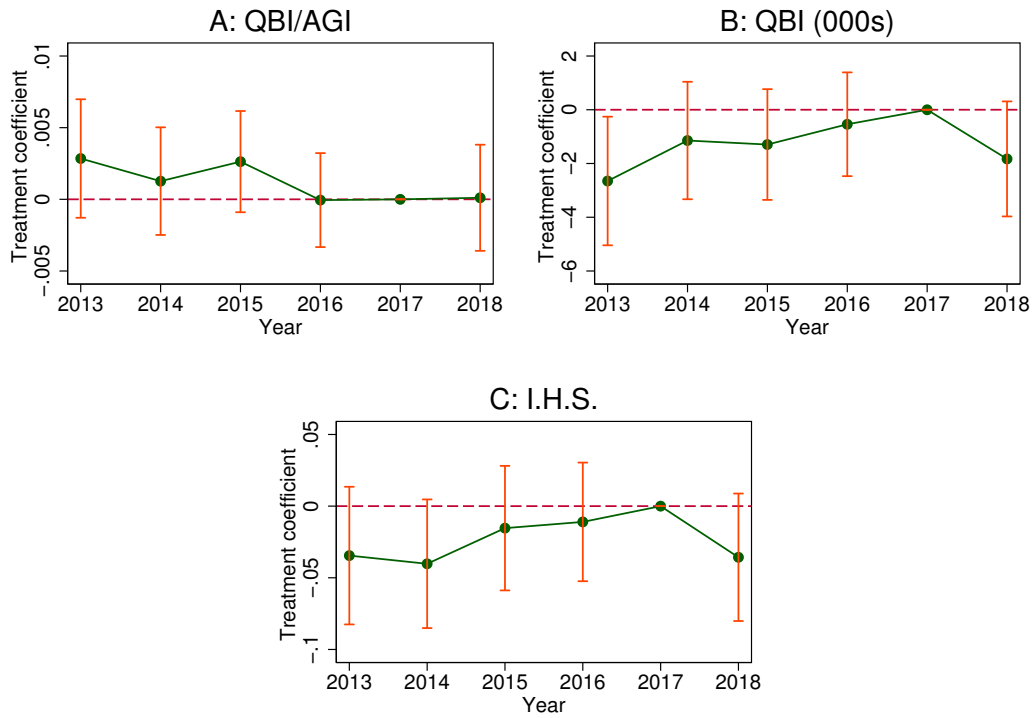 A: QBI/AGI
Treatment coefficient
.01
.005
0
-.005
2013 2014 2015 2016 2017 2018
Year
B: QBI (000s)
Treatment coefficient
2
0
-2
-4
-6
2013 2014 2015 2016 2017 2018
Year
C: I.H.S.
Treatment coefficient
.05
0
-.05
-.1
2013 2014 2015 2016 2017 2018
Year